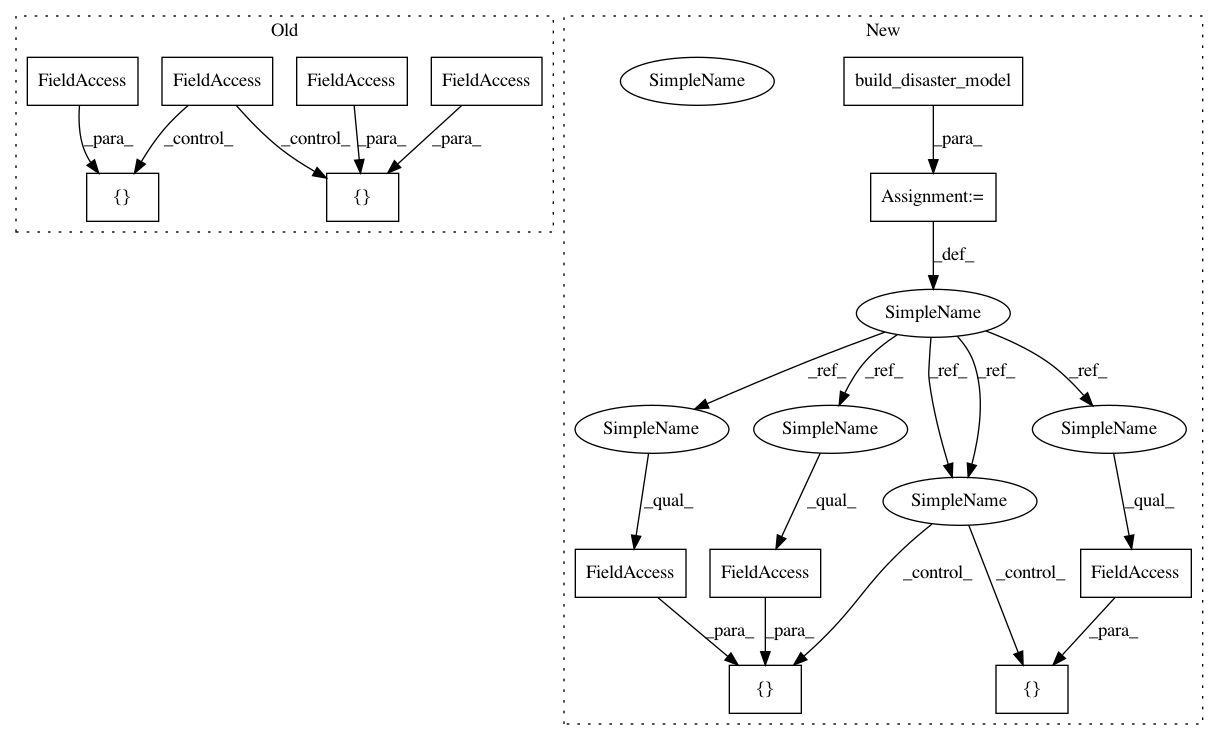 Old
New
FieldAccess
FieldAccess
FieldAccess
FieldAccess
SimpleName
build_disaster_model
_para_
_control_
_control_
_para_
_para_
_para_
{}
{}
Assignment:=
_def_
SimpleName
_ref_
_ref_
_ref_
_ref_
_ref_
SimpleName
SimpleName
SimpleName
_qual_
_qual_
SimpleName
_qual_
FieldAccess
FieldAccess
_control_
_control_
FieldAccess
_para_
_para_
_para_
{}
{}